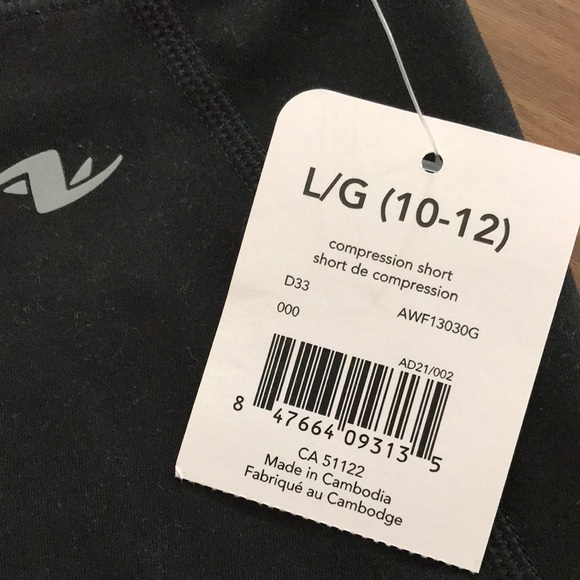 L/G (10-12)
compression short
short de compression
D33
000 AWF13030G
AD21/002
8 47664 09313 5
CA 51122
Made in Cambodia
Fabriqué au Cambodge